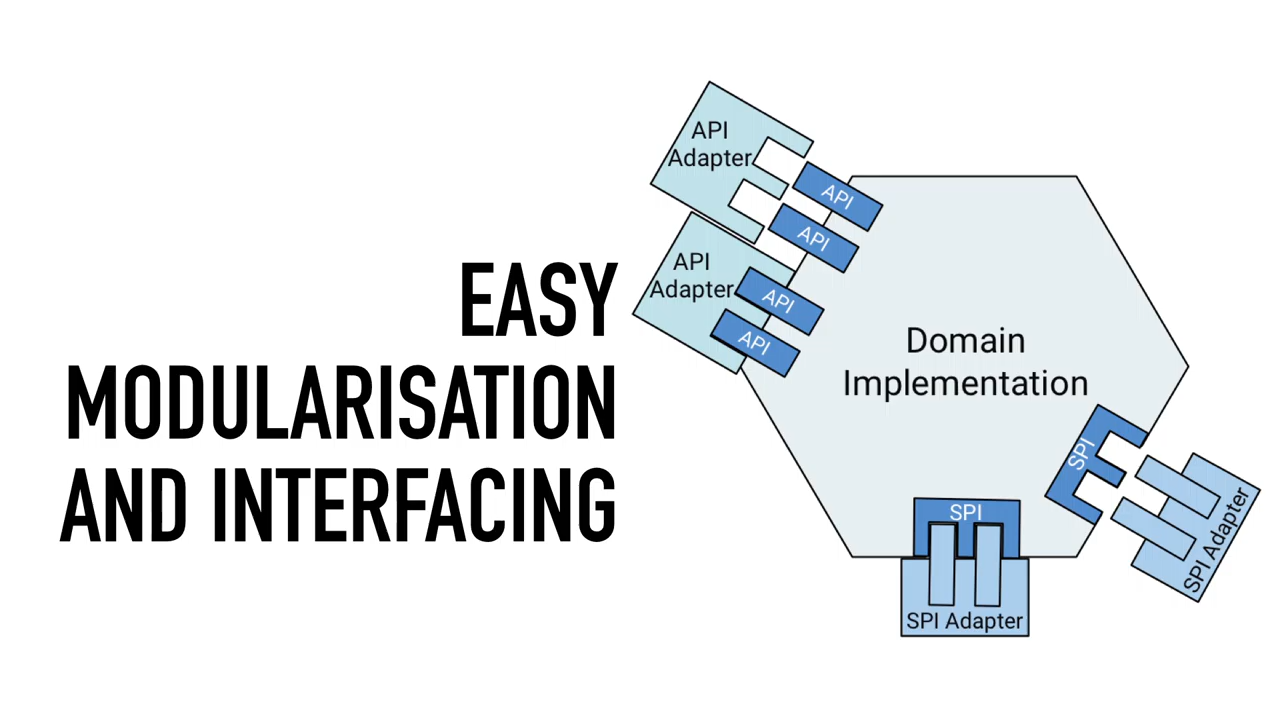 EASY
MODULARISATION
AND INTERFACING
API
Adapter
API
API
API
Adapter
API
API
Domain
Implementation
SPI
SPI Adapter
SPI
SPI Adapter